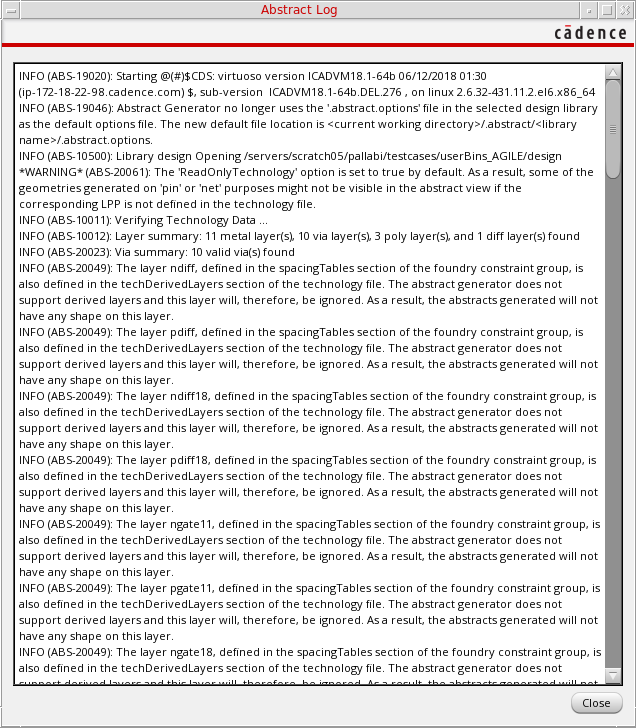 Abstract Log
cādence
INFO (ABS-19020): Starting @(#)$CDS: virtuoso version ICADVM18.1-64b 06/12/2018 01:30
(ip-172-18-22-98.cadence.com) $, sub-version  ICADVM18.1-64b.DEL.276 , on linux 2.6.32-431.11.2.el6.x86_64
INFO (ABS-19046): Abstract Generator no longer uses the '.abstract.options' file in the selected design library
as the default options file. The new default file location is <current working directory>/.abstract/<library
name>/.abstract.options.
INFO (ABS-10500): Library design Opening /servers/scratch05/pallabi/testcases/userBins_AGILE/design
*WARNING* (ABS-20061): The 'ReadOnlyTechnology' option is set to true by default. As a result, some of the
geometries generated on 'pin' or 'net' purposes might not be visible in the abstract view if the
corresponding LPP is not defined in the technology file.
INFO (ABS-10011): Verifying Technology Data ...
INFO (ABS-10012): Layer summary: 11 metal layer(s), 10 via layer(s), 3 poly layer(s), and 1 diff layer(s) found
INFO (ABS-20023): Via summary: 10 valid via(s) found
INFO (ABS-20049): The layer ndiff, defined in the spacingTables section of the foundry constraint group, is
also defined in the techDerivedLayers section of the technology file. The abstract generator does not
support derived layers and this layer will, therefore, be ignored. As a result, the abstracts generated will not
have any shape on this layer.
INFO (ABS-20049): The layer pdiff, defined in the spacingTables section of the foundry constraint group, is
also defined in the techDerivedLayers section of the technology file. The abstract generator does not
support derived layers and this layer will, therefore, be ignored. As a result, the abstracts generated will not
have any shape on this layer.
INFO (ABS-20049): The layer ndiff18, defined in the spacingTables section of the foundry constraint group, is
also defined in the techDerivedLayers section of the technology file. The abstract generator does not
support derived layers and this layer will, therefore, be ignored. As a result, the abstracts generated will not
have any shape on this layer.
INFO (ABS-20049): The layer pdiff18, defined in the spacingTables section of the foundry constraint group, is
also defined in the techDerivedLayers section of the technology file. The abstract generator does not
support derived layers and this layer will, therefore, be ignored. As a result, the abstracts generated will not
have any shape on this layer.
INFO (ABS-20049): The layer ngate11, defined in the spacingTables section of the foundry constraint group, is
also defined in the techDerivedLayers section of the technology file. The abstract generator does not
support derived layers and this layer will, therefore, be ignored. As a result, the abstracts generated will not
have any shape on this layer.
INFO (ABS-20049): The layer pgate11, defined in the spacingTables section of the foundry constraint group, is
also defined in the techDerivedLayers section of the technology file. The abstract generator does not
support derived layers and this layer will, therefore, be ignored. As a result, the abstracts generated will not
have any shape on this layer.
INFO (ABS-20049): The layer ngate18, defined in the spacingTables section of the foundry constraint group, is
also defined in the techDerivedLayers section of the technology file. The abstract generator does not
support derived layers and this layer will, therefore, be ignored. As a result, the abstracts generated will not
Close